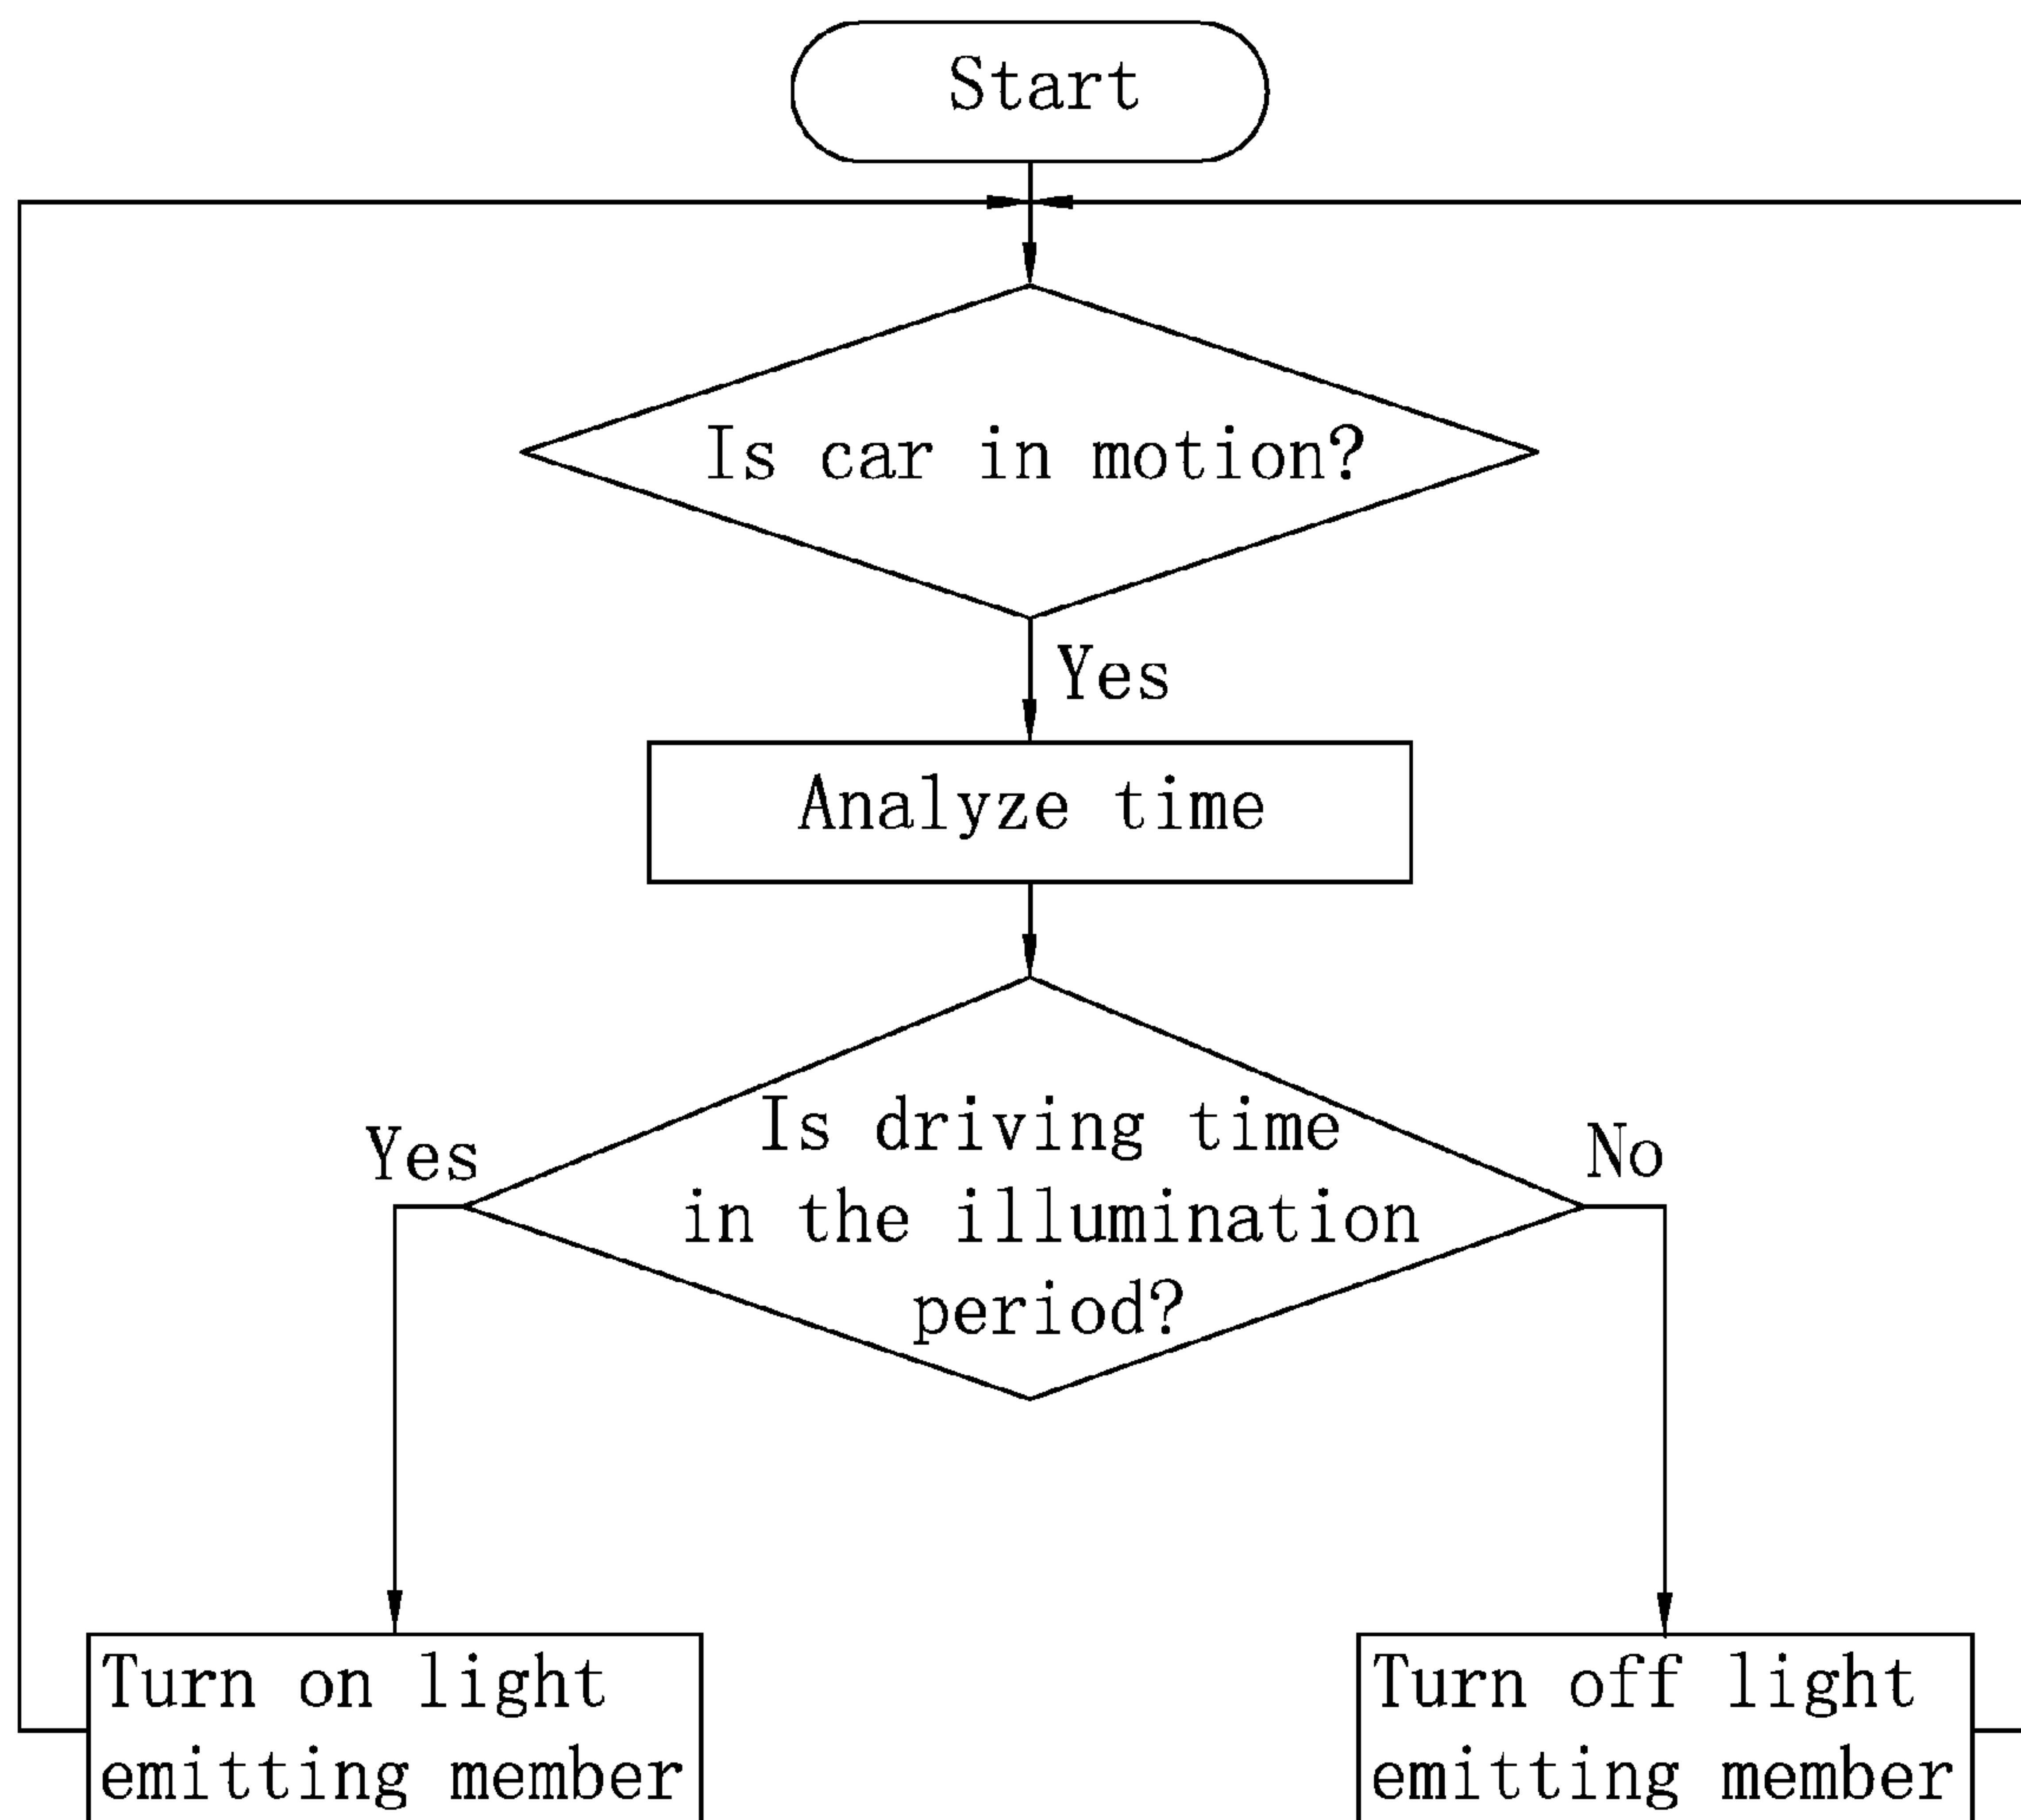 Start
Is car in motion?
Yes
Analyze time
Is driving time
in the illumination
period?
Yes
No
Turn on light
emitting member
Turn off light
emitting member